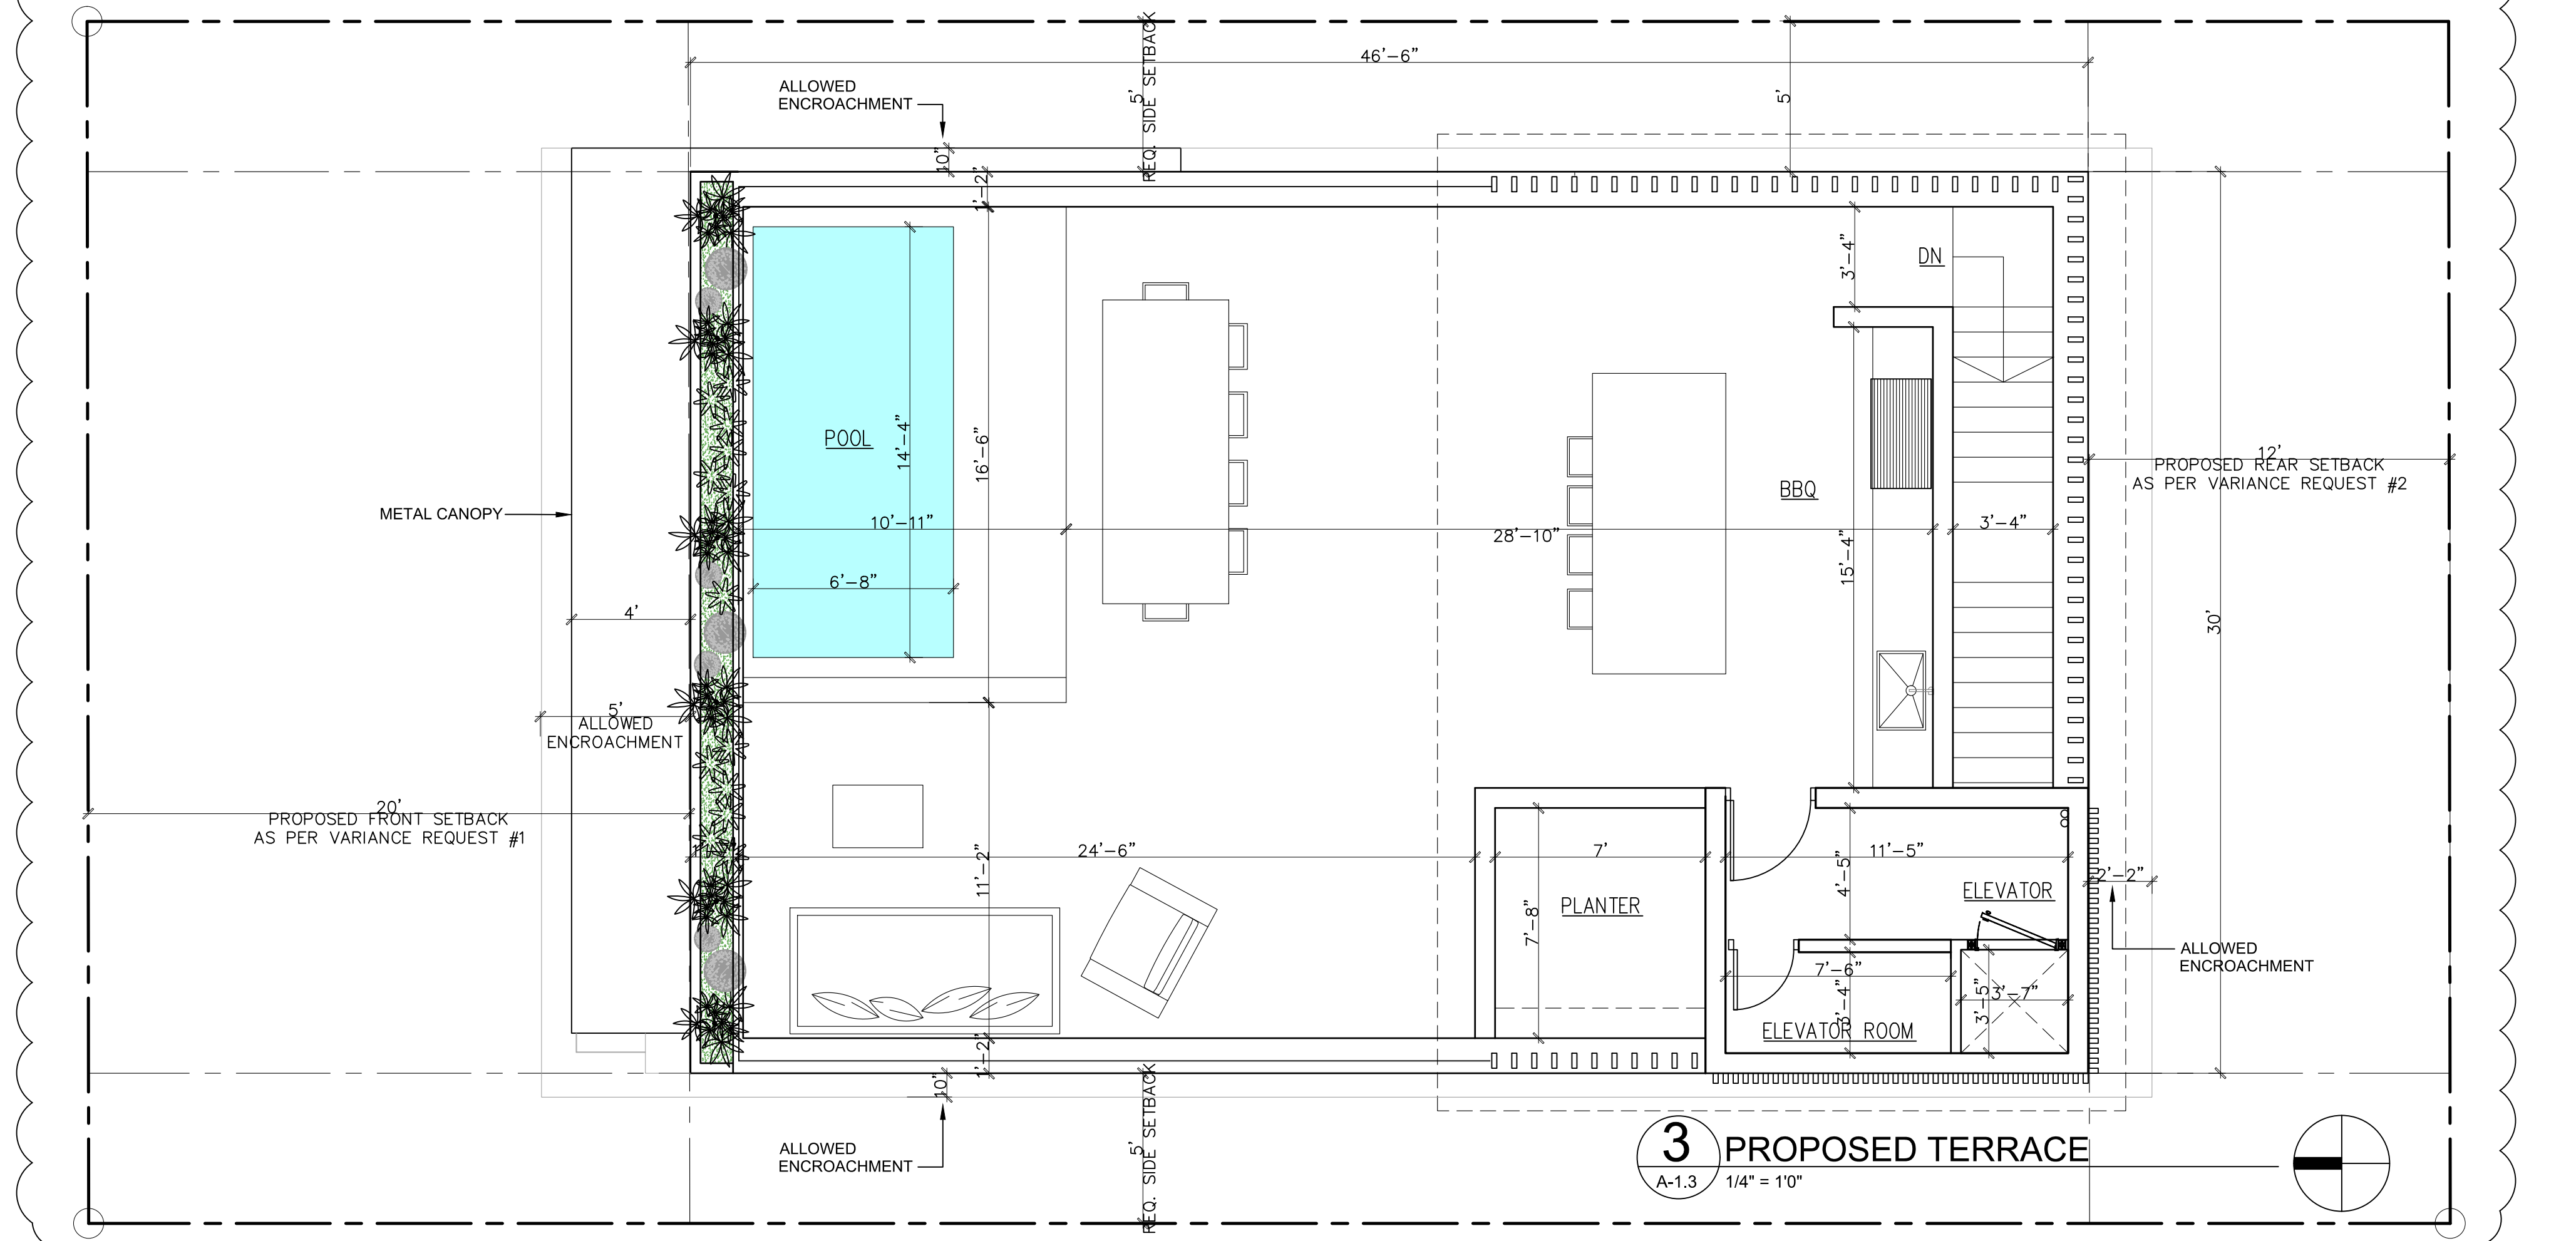 46'-6"
REQ. SIDE SETBACK
5'
5'
ALLOWED
ENCROACHMENT
10"
1'-2"
3'-4"
DN
POOL
14'-4"
16'-6"
BBQ
12'
PROPOSED REAR SETBACK
AS PER VARIANCE REQUEST #2
METAL CANOPY
10'-11"
28'-10"
3'-4"
15'-4"
6'-8"
4'
30'
5'
ALLOWED
ENCROACHMENT
20'
PROPOSED FRONT SETBACK
AS PER VARIANCE REQUEST #1
24'-6"
7'
11'-5"
11'-2"
4'-5"
2'-2"
ELEVATOR
PLANTER
7'-8"
ALLOWED
ENCROACHMENT
7'-6"
3'-4"
3'-5"
3'-7"
ELEVATOR ROOM
1'-2"
10"
ALLOWED
ENCROACHMENT
5'
REQ. SIDE SETBACK
3
A-1.3
PROPOSED TERRACE
1/4" = 1'0"